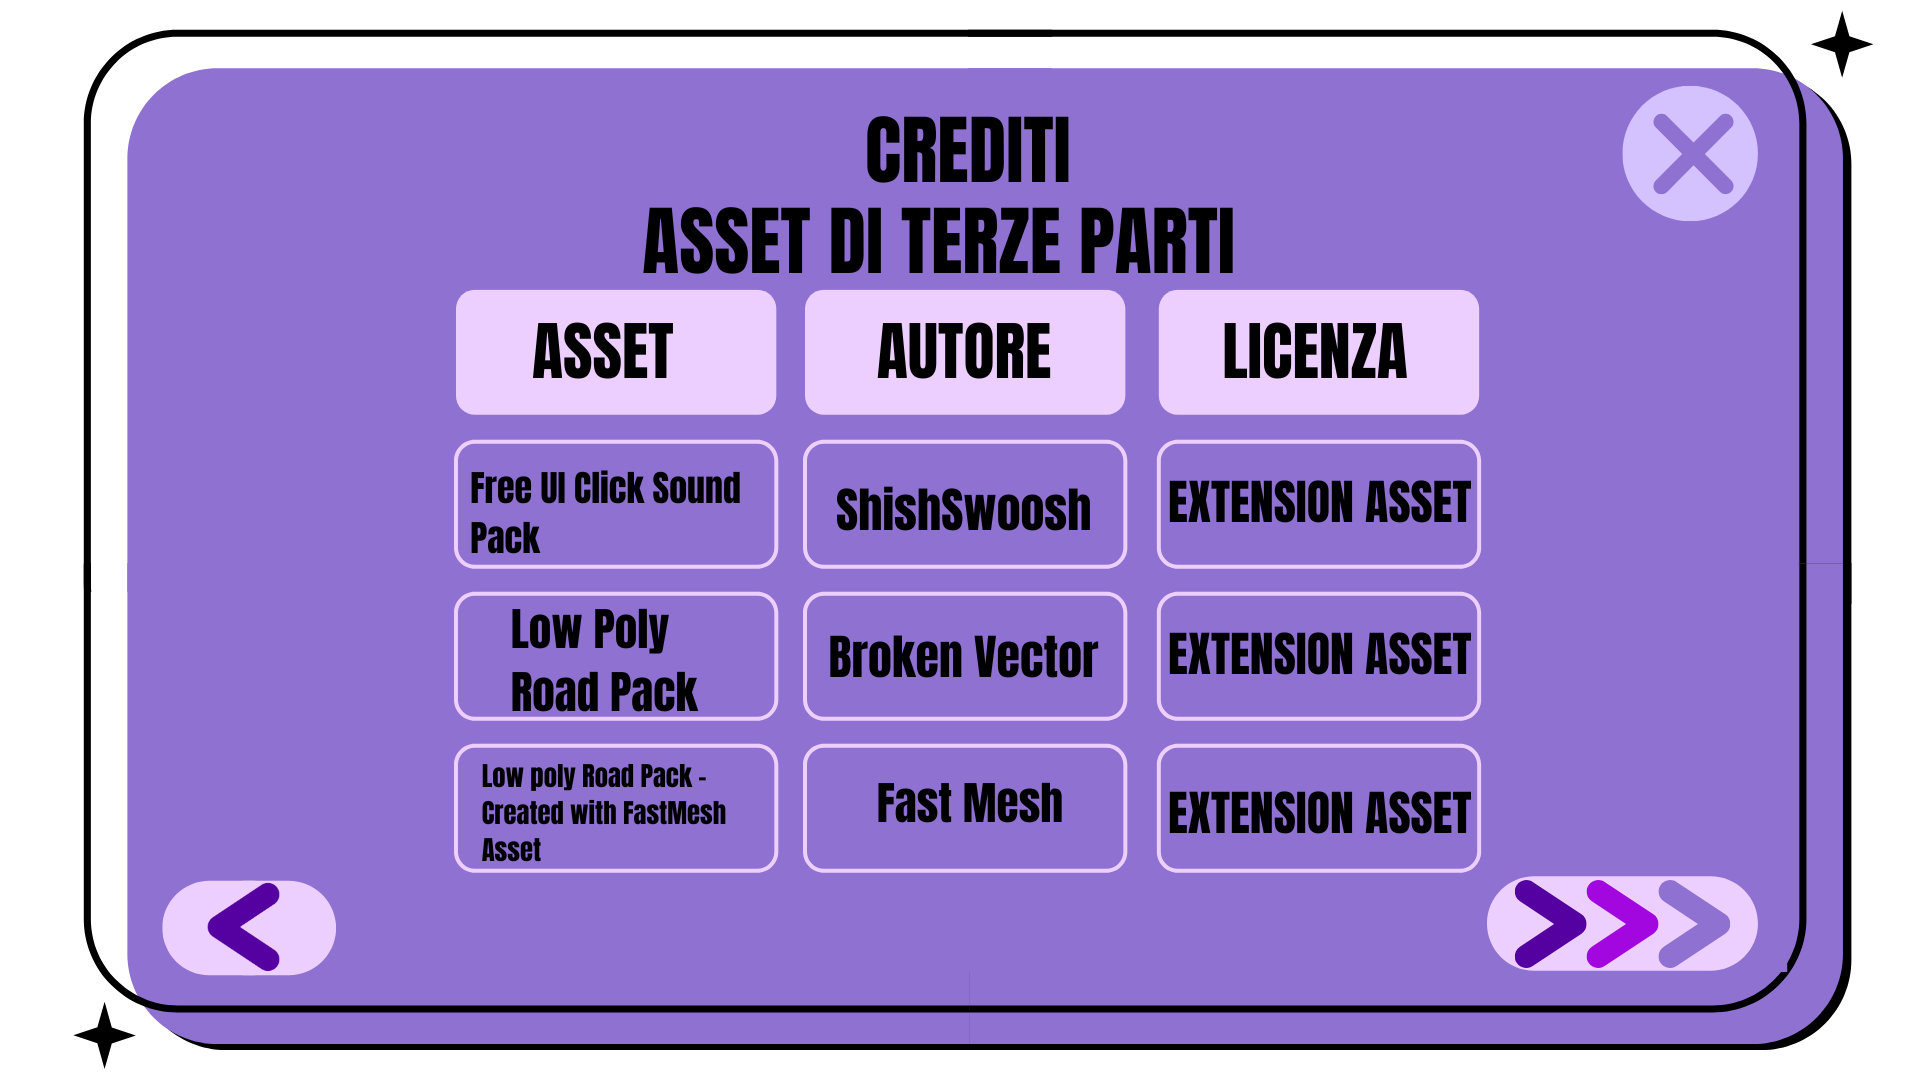 CREDITI
ASSET DI TERZE PARTI
ASSET AUTORE LICENZA
Free UI Click Sound
Pack
ShishSwoosh
EXTENSION ASSET
Low Poly
Road Pack
Broken Vector
EXTENSION ASSET
Low poly Road Pack -
Created with FastMesh
Asset
Fast Mesh
EXTENSION ASSET